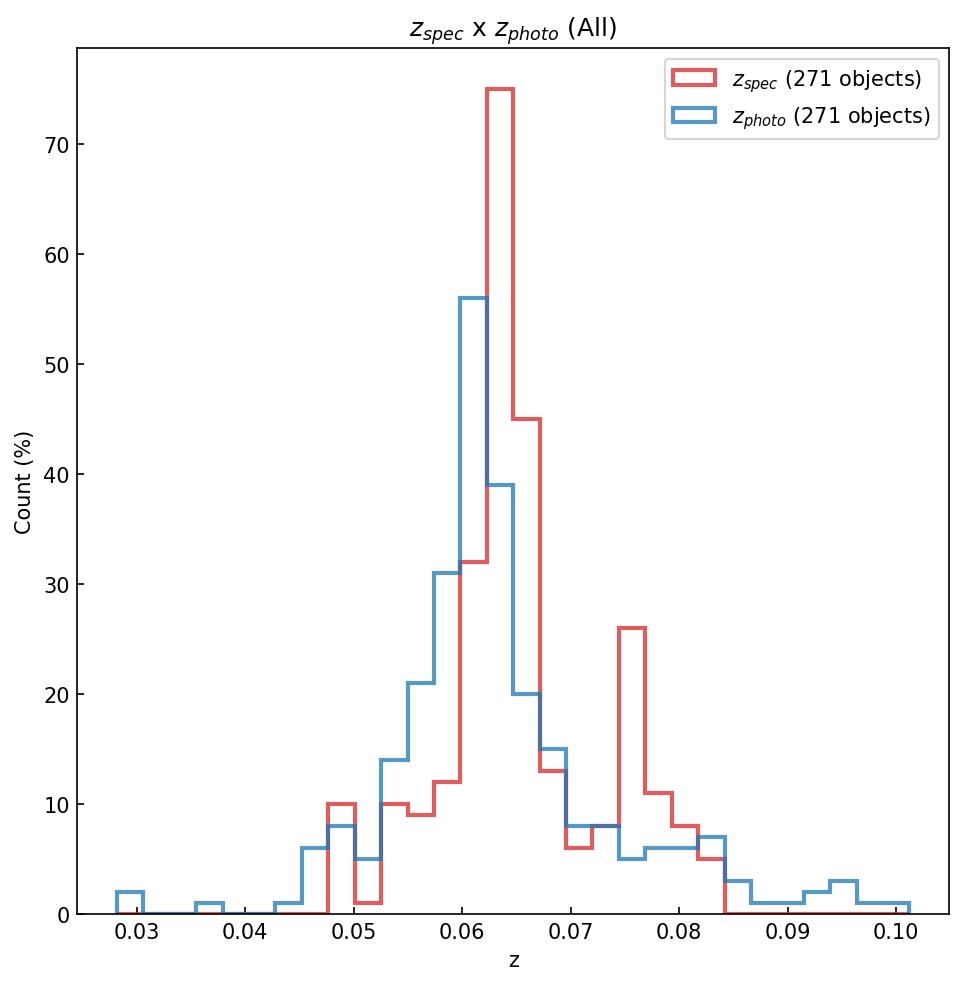 z_spec x z_photo (All)
z_spec (271 objects)
z_photo (271 objects)
Count (%)
70
60
50
40
30
20
10
0
0.03 0.04 0.05 0.06 0.07 0.08 0.09 0.10
z